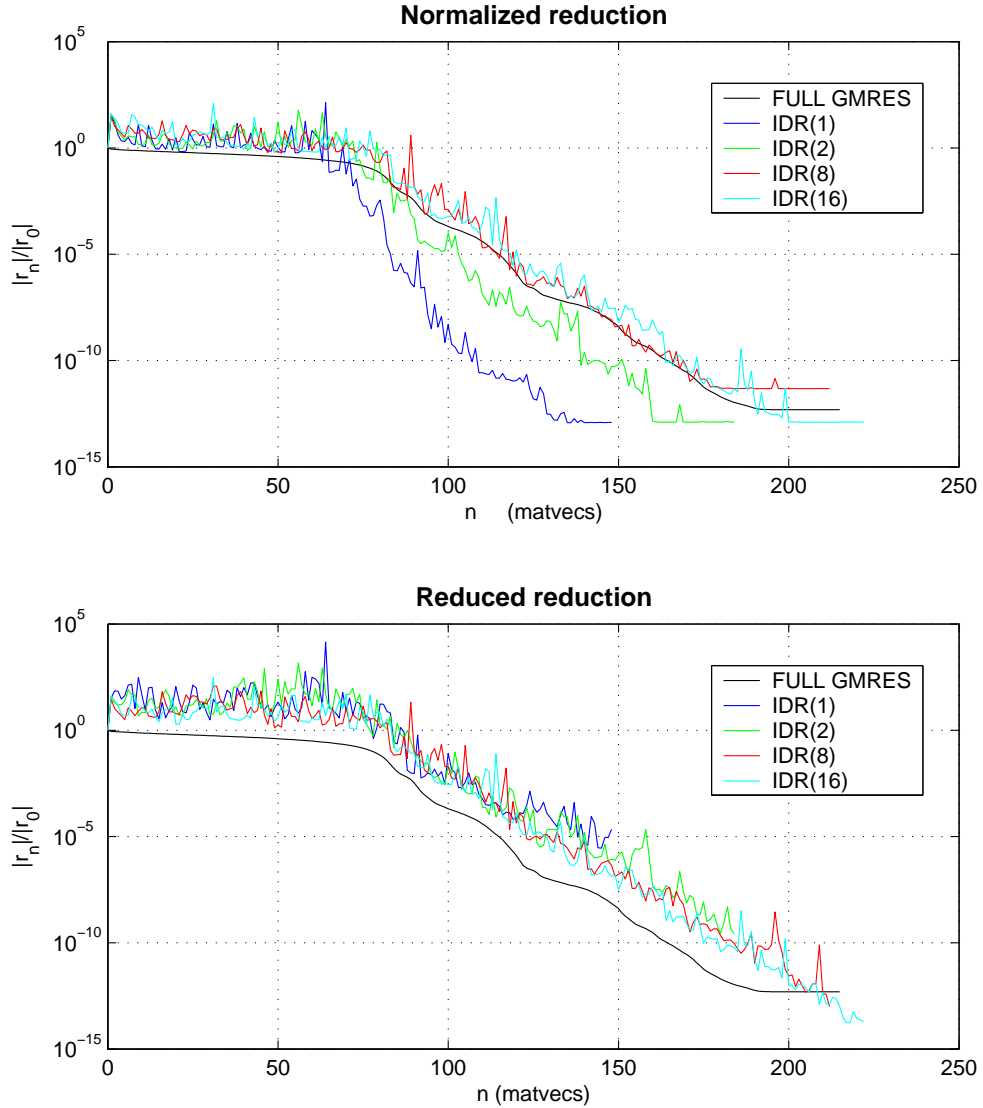 Normalized reduction
10^5
10^0
10^−5
10^−10
10^−15
|r_n|/|r_0|
0 50 100 150 200 250
n (matvecs)
FULL GMRES
IDR(1)
IDR(2)
IDR(8)
IDR(16)
Reduced reduction
10^5
10^0
10^−5
10^−10
10^−15
|r_n|/|r_0|
0 50 100 150 200 250
n (matvecs)
FULL GMRES
IDR(1)
IDR(2)
IDR(8)
IDR(16)